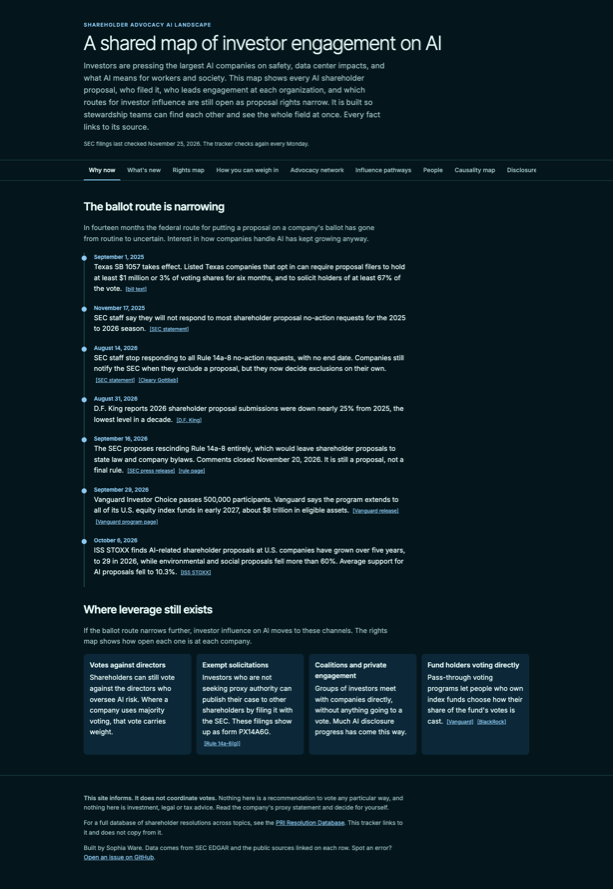 SHAREHOLDER ADVOCACY AI LANDSCAPE
A shared map of investor engagement on AI
Investors are pressing the largest AI companies on safety, data center impacts, and
what AI means for workers and society. This map shows every AI shareholder
proposal, who filed it, who leads engagement at each organization, and which
routes for investor influence are still open as proposal rights narrow. It is built so
stewardship teams can find each other and see the whole field at once. Every fact
links to its source.
SEC filings last checked November 25, 2026. The tracker checks again every Monday.
Why now What's new Rights map How you can weigh in Advocacy network Influence pathways People Causality map Disclosure
The ballot route is narrowing
In fourteen months the federal route for putting a proposal on a company's ballot has gone
from routine to uncertain. Interest in how companies handle AI has kept growing anyway.
September 1, 2025
Texas SB 1057 takes effect. Listed Texas companies that opt in can require proposal filers to hold
at least $1 million or 3% of voting shares for six months, and to solicit holders of at least 67% of
the vote. [bill text]
November 17, 2025
SEC staff say they will not respond to most shareholder proposal no-action requests for the 2025
to 2026 season. [SEC statement]
August 14, 2026
SEC staff stop responding to all Rule 14a-8 no-action requests, with no end date. Companies still
notify the SEC when they exclude a proposal, but they now decide exclusions on their own.
[SEC statement] [Cleary Gottlieb]
August 31, 2026
D.F. King reports 2026 shareholder proposal submissions were down nearly 25% from 2025, the
lowest level in a decade. [D.F. King]
September 16, 2026
The SEC proposes rescinding Rule 14a-8 entirely, which would leave shareholder proposals to
state law and company bylaws. Comments closed November 20, 2026. It is still a proposal, not a
final rule. [SEC press release] [rule page]
September 29, 2026
Vanguard Investor Choice passes 500,000 participants. Vanguard says the program extends to
all of its U.S. equity index funds in early 2027, about $8 trillion in eligible assets. [Vanguard release]
[Vanguard program page]
October 6, 2026
ISS STOXX finds AI-related shareholder proposals at U.S. companies have grown over five years,
to 29 in 2026, while environmental and social proposals fell more than 60%. Average support for
AI proposals fell to 10.3%. [ISS STOXX]
Where leverage still exists
If the ballot route narrows further, investor influence on AI moves to these channels. The rights
map shows how open each one is at each company.
Votes against directors
Shareholders can still vote
against the directors who
oversee AI risk. Where a
company uses majority
voting, that vote carries
weight.
Exempt solicitations
Investors who are not
seeking proxy authority can
publish their case to other
shareholders by filing it with
the SEC. These filings show
up as form PX14A6G.
[Rule 14a-6(g)]
Coalitions and private
engagement
Groups of investors meet
with companies directly,
without anything going to a
vote. Much AI disclosure
progress has come this way.
Fund holders voting directly
Pass-through voting
programs let people who own
index funds choose how their
share of the fund's votes is
cast. [Vanguard] [BlackRock]
This site informs. It does not coordinate votes. Nothing here is a recommendation to vote any particular way, and
nothing here is investment, legal or tax advice. Read the company's proxy statement and decide for yourself.
For a full database of shareholder resolutions across topics, see the PRI Resolution Database. This tracker links to
it and does not copy from it.
Built by Sophia Ware. Data comes from SEC EDGAR and the public sources linked on each row. Spot an error?
Open an issue on GitHub.